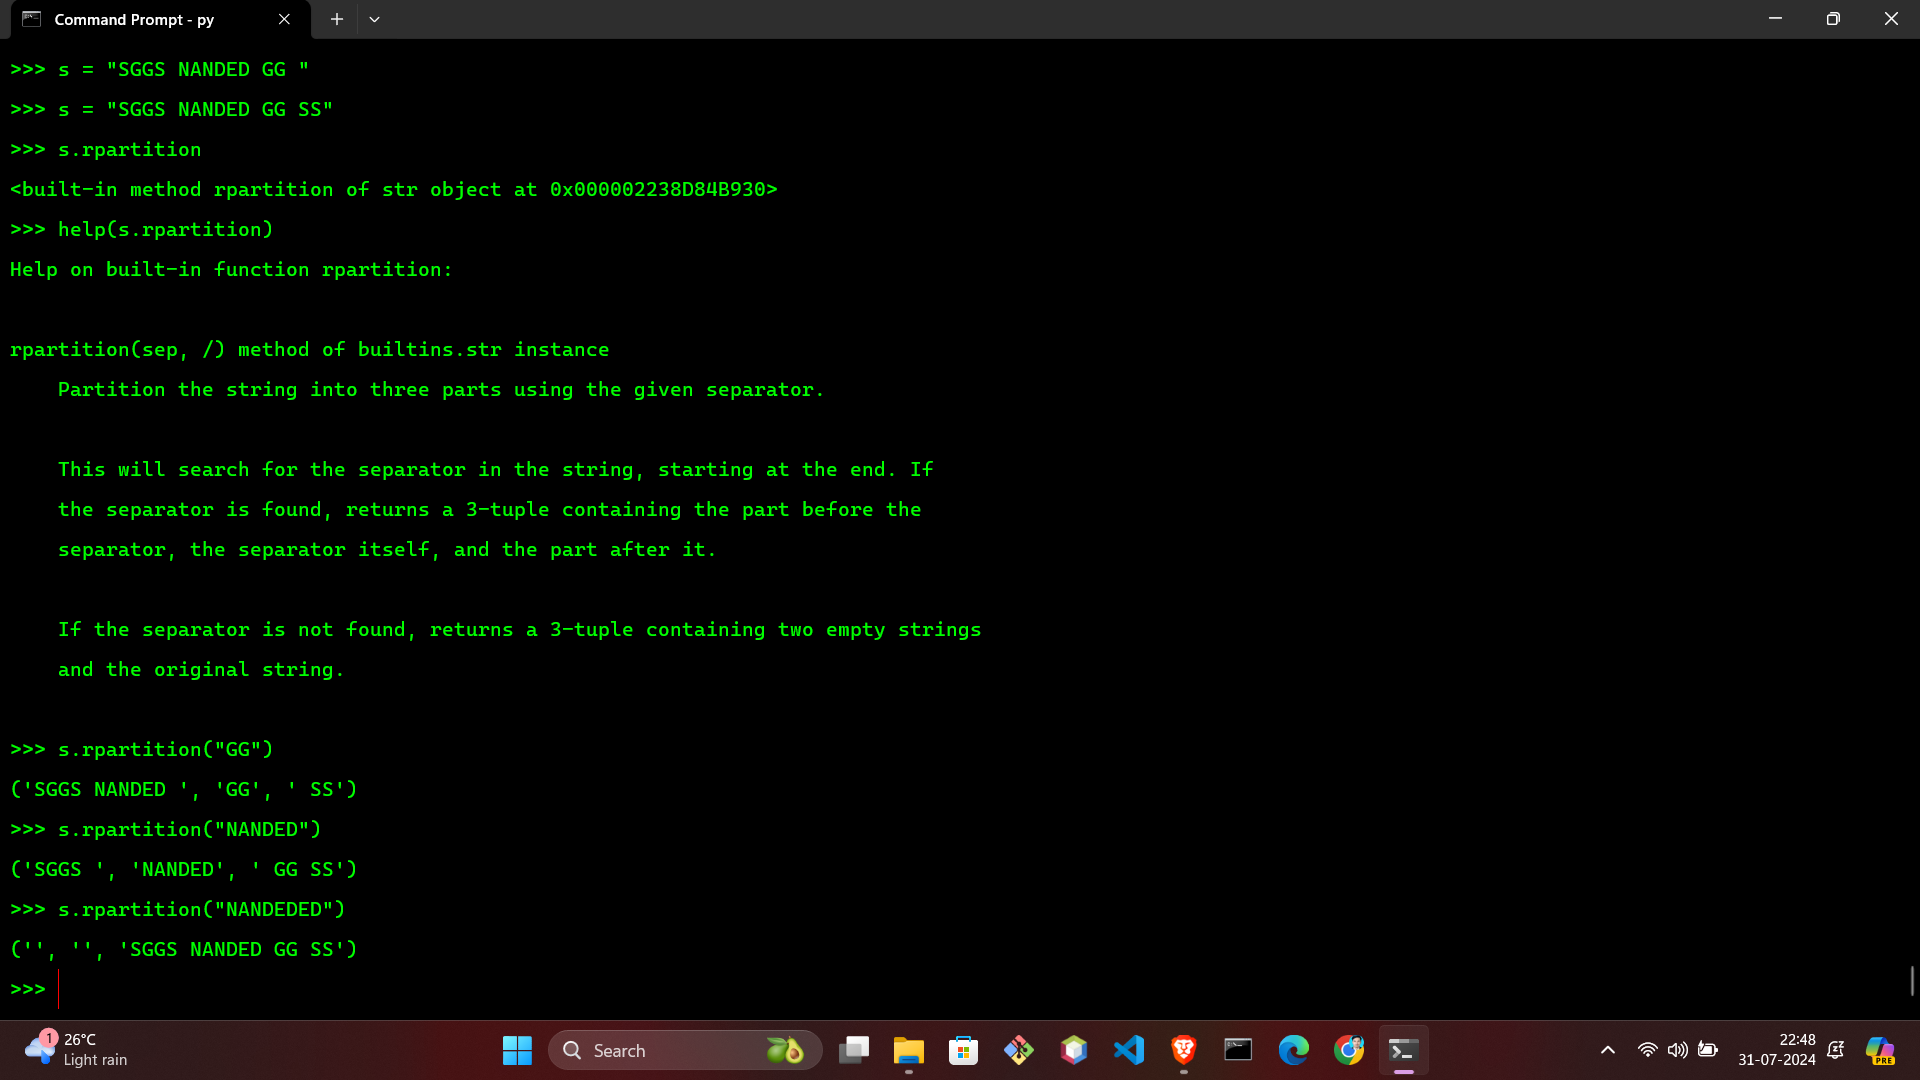 Command Prompt - py
>>> s = "SGGS NANDED GG "
>>> s = "SGGS NANDED GG SS"
>>> s.rpartition
<built-in method rpartition of str object at 0x000002238D84B930>
>>> help(s.rpartition)
Help on built-in function rpartition:
rpartition(sep, /) method of builtins.str instance
    Partition the string into three parts using the given separator.
    This will search for the separator in the string, starting at the end. If
    the separator is found, returns a 3-tuple containing the part before the
    separator, the separator itself, and the part after it.
    If the separator is not found, returns a 3-tuple containing two empty strings
    and the original string.
>>> s.rpartition("GG")
('SGGS NANDED ', 'GG', ' SS')
>>> s.rpartition("NANDED")
('SGGS ', 'NANDED', ' GG SS')
>>> s.rpartition("NANDEDED")
('', '', 'SGGS NANDED GG SS')
>>>
1
26°C
Light rain
Search
22:48
31-07-2024
PRE